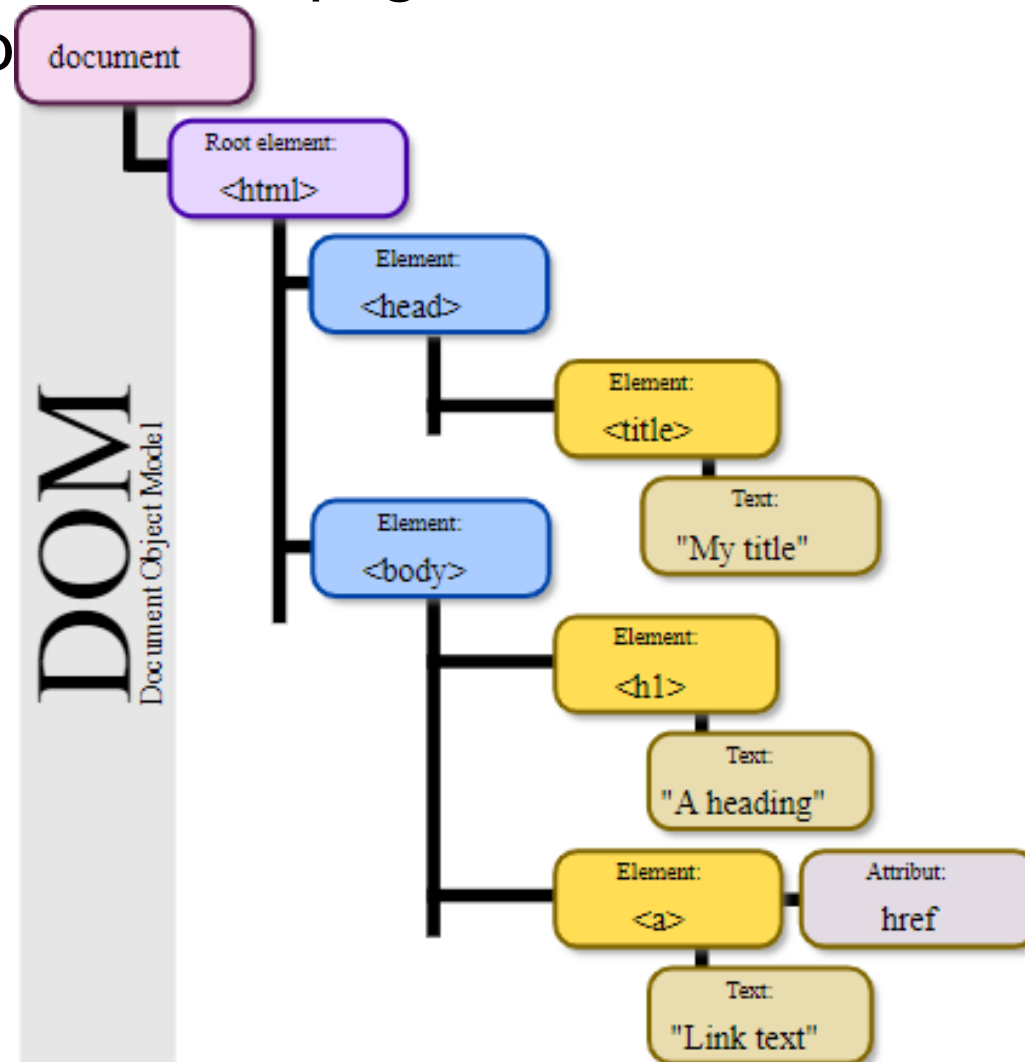 document
Root element:
<html>
Element:
<head>
Element:
<title>
Text:
"My title"
Element:
<body>
Element:
<h1>
Text:
"A heading"
Element:
<a>
Attribut:
href
Text:
"Link text"
DOM
Document Object Model